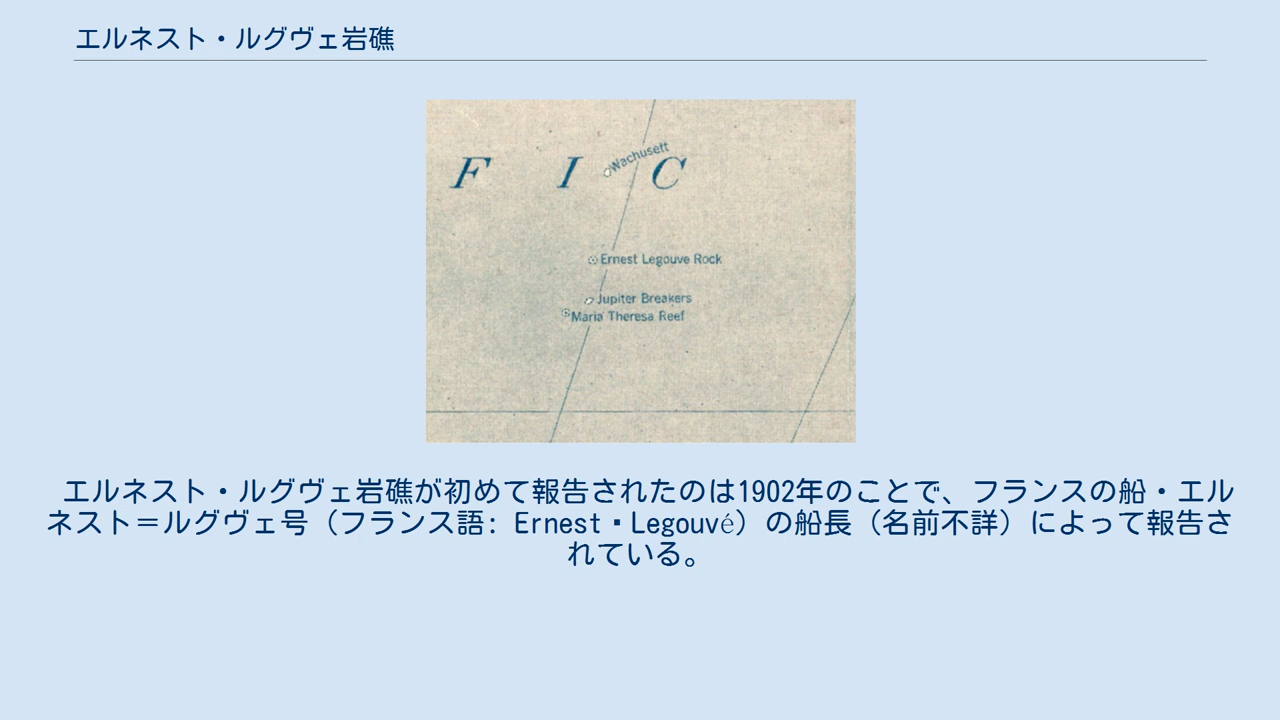 エルネスト・ルグヴェ岩礁
F I C
Wachusett
Ernest Legouve Rock
Jupiter Breakers
Maria Theresa Reef
エルネスト・ルグヴェ岩礁が初めて報告されたのは1902年のことで、フランスの船・エル
ネスト＝ルグヴェ号（フランス語: Ernest・Legouvé）の船長（名前不詳）によって報告さ
れている。